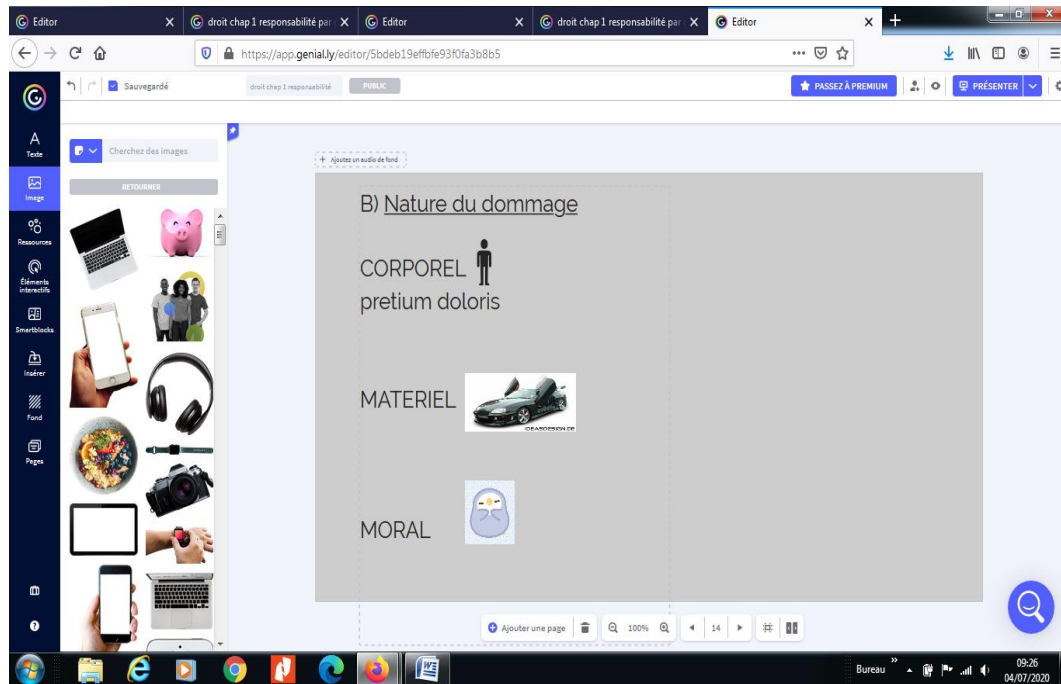 Editor
droit chap 1 responsabilité par
Editor
droit chap 1 responsabilité par
Editor
https://app.genial.ly/editor/5bdeb19effbfe93f0fa3b8b5
Sauvegardé
droit chap 1 responsabilité
PUBLIC
PASSEZ À PREMIUM
PRÉSENTER
Texte
Image
Ressources
Éléments
interactifs
Smartblocks
Insérer
Fond
Pages
Cherchez des images
RETOURNER
+ Ajoutez un audio de fond
B) Nature du dommage
CORPOREL
pretium doloris
MATERIEL
IDEASDESIGN.DE
MORAL
Ajouter une page
100%
14
Bureau
09:26
04/07/2020